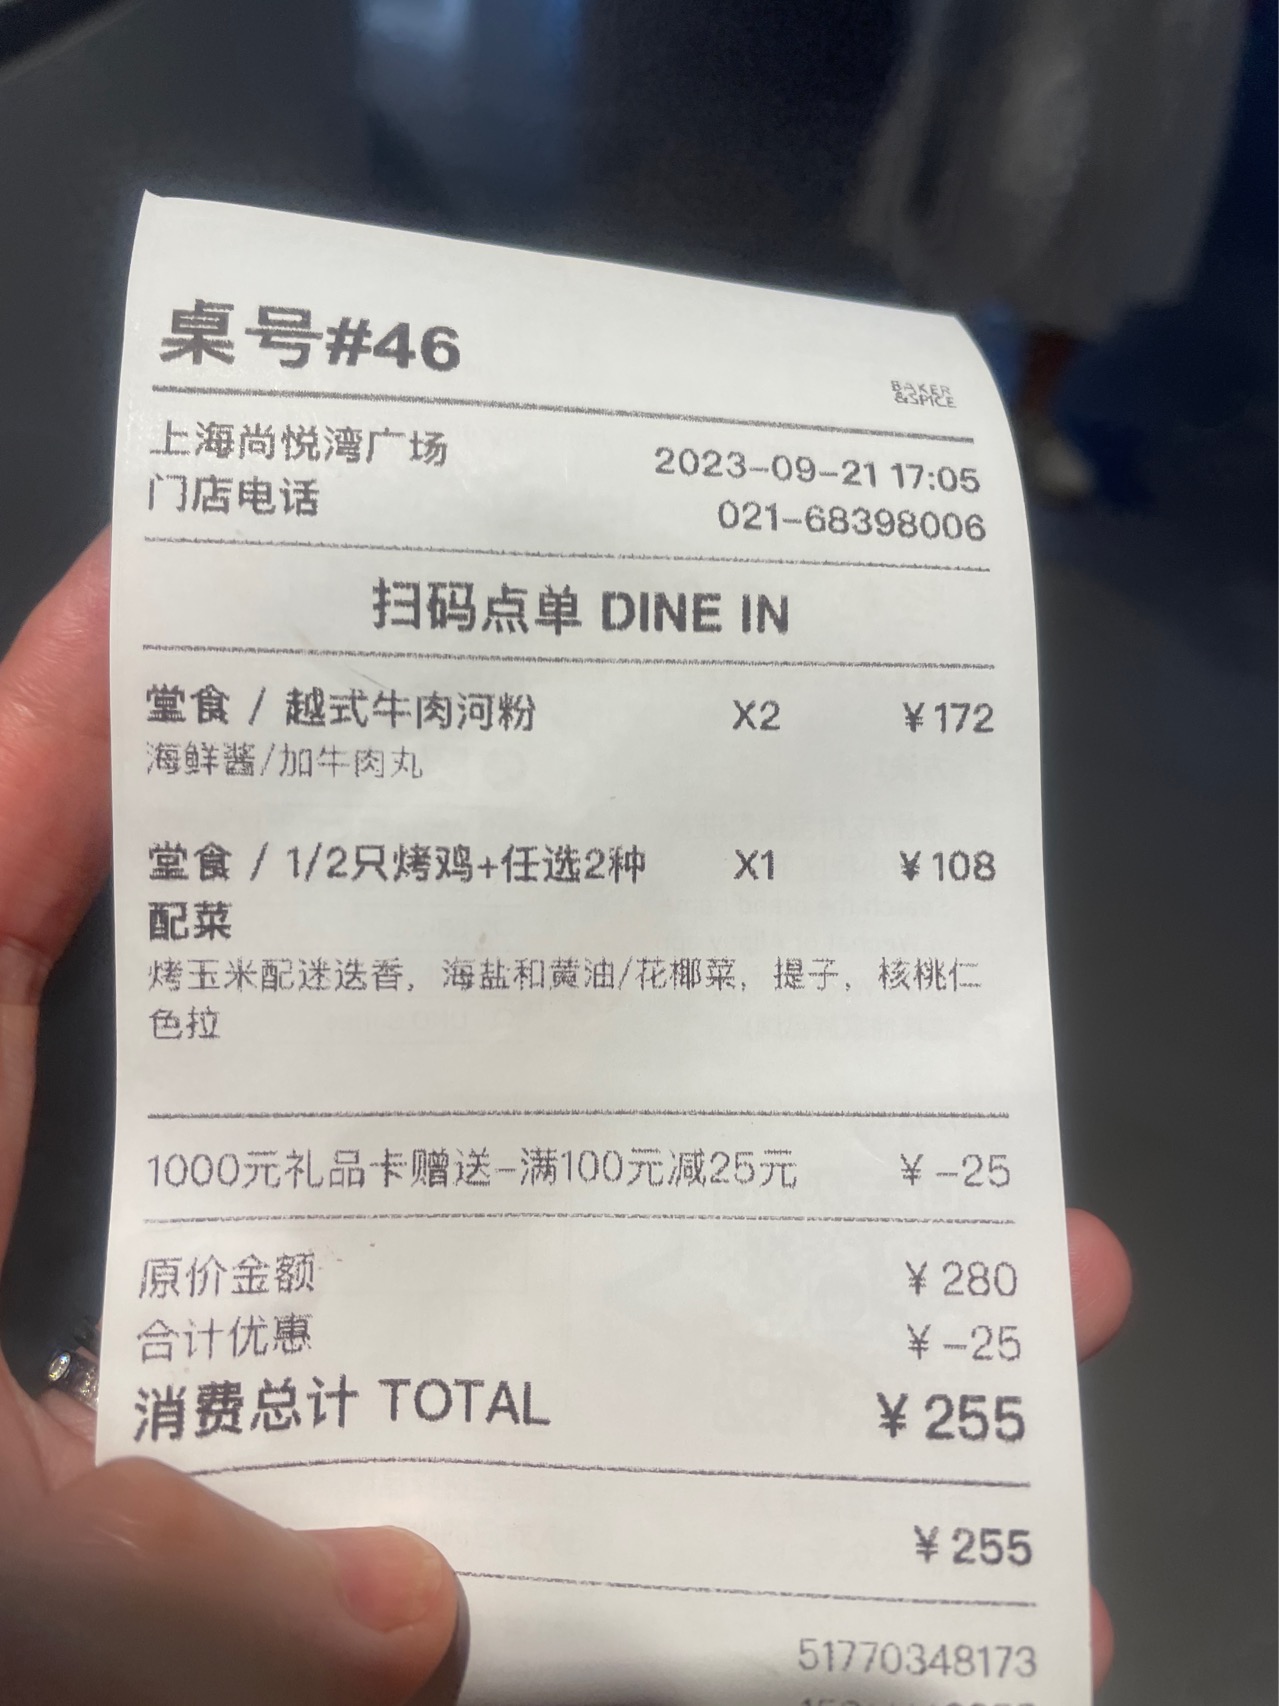 桌号#46
BAKER
&SPICE
上海尚悦湾广场 2023-09-21 17:05
门店电话 021-68398006
扫码点单 DINE IN
堂食 / 越式牛肉河粉 X2 ¥172
海鲜酱/加牛肉丸
堂食 / 1/2只烤鸡+任选2种 X1 ¥108
配菜
烤玉米配迷迭香，海盐和黄油/花椰菜，提子，核桃仁
色拉
1000元礼品卡赠送-满100元减25元 ¥-25
原价金额 ¥280
合计优惠 ¥-25
消费总计 TOTAL ¥255
¥255
51770348173